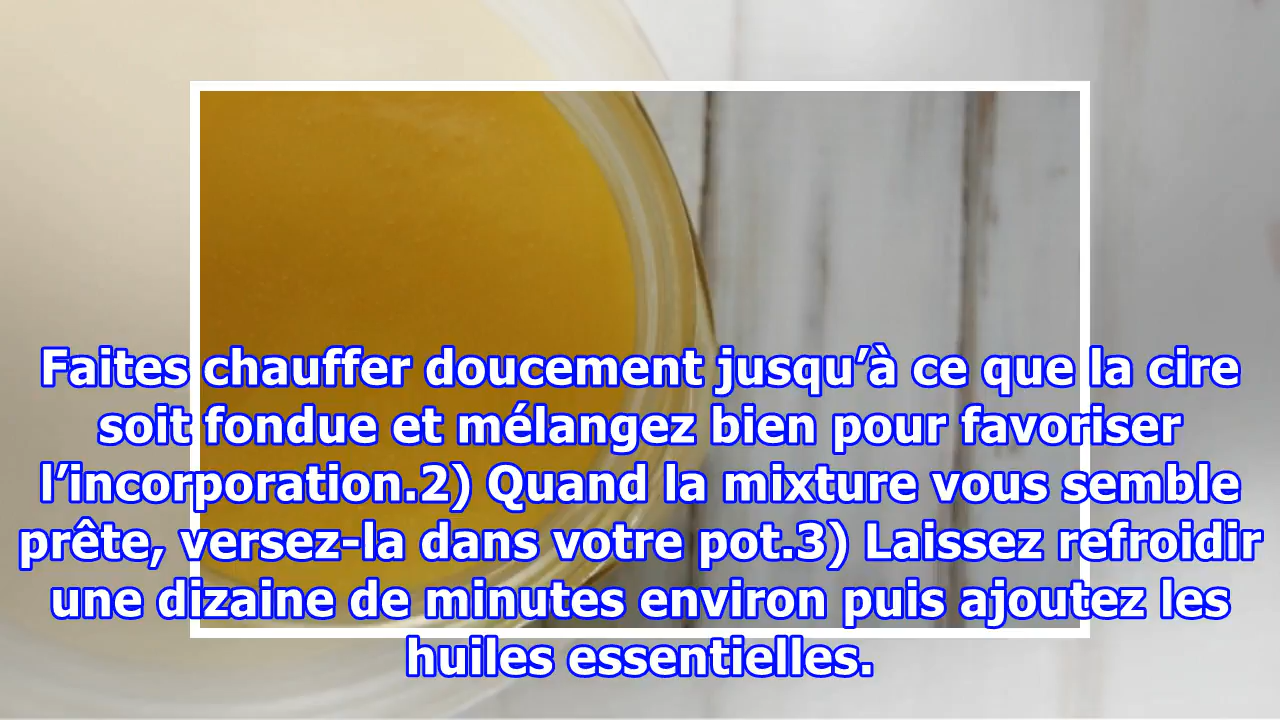 Faites chauffer doucement jusqu’à ce que la cire
soit fondue et mélangez bien pour favoriser
l’incorporation.2) Quand la mixture vous semble
prête, versez-la dans votre pot.3) Laissez refroidir
une dizaine de minutes environ puis ajoutez les
huiles essentielles.